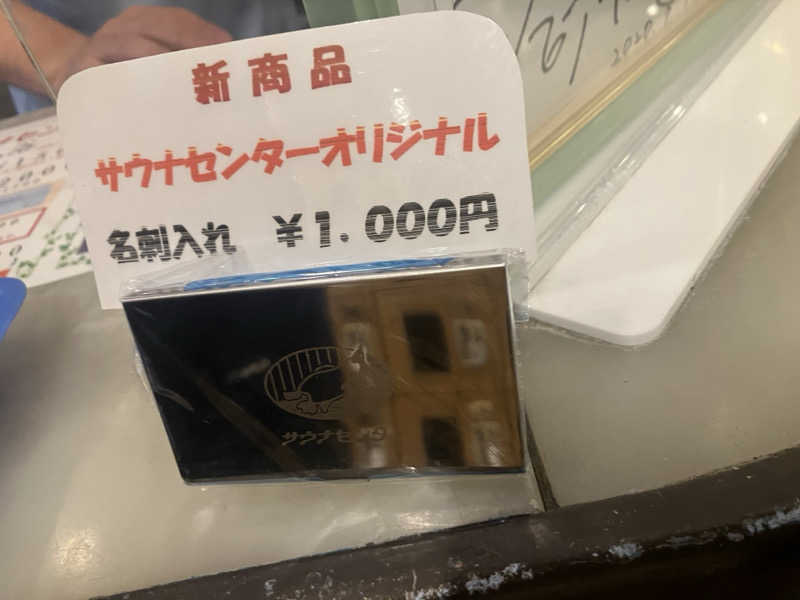 新商品
サウナセンターオリジナル
名刺入れ ¥1.000円
サウナセンタ
2020